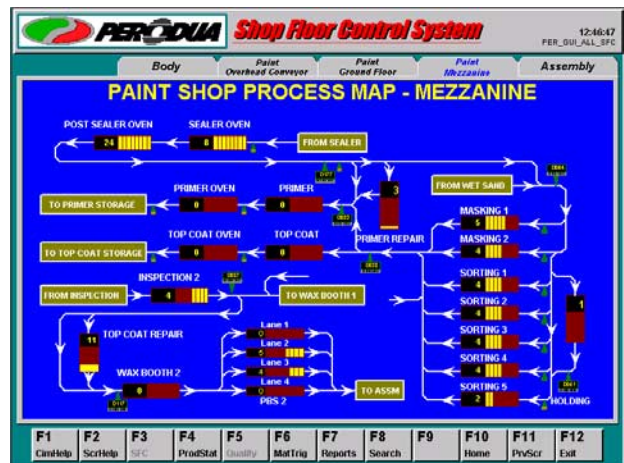 PERODUA
Shop Floor Control System
12:46:47
PER_GUI_ALL_SFC
Body
Paint
Overhead Conveyor
Paint
Ground Floor
Paint
Mezzanine
Assembly
PAINT SHOP PROCESS MAP - MEZZANINE
POST SEALER OVEN
SEALER OVEN
24
8
FROM SEALER
PRIMER OVEN
PRIMER
3
FROM WET SAND
TO PRIMER STORAGE
0
0
MASKING 1
5
TOP COAT OVEN
TOP COAT
PRIMER REPAIR
MASKING 2
TO TOP COAT STORAGE
0
0
4
INSPECTION 2
SORTING 1
FROM INSPECTION
4
TO WAX BOOTH 1
4
SORTING 2
1
4
TOP COAT REPAIR
11
Lane 1
0
SORTING 3
Lane 2
5
4
Lane 3
4
SORTING 4
4
WAX BOOTH 2
Lane 4
0
TO ASSM
SORTING 5
0
PBS 2
2
HOLDING
F1
CimHelp
F2
ScrHelp
F3
SFC
F4
ProdStat
F5
Quality
F6
MatTrig
F7
Reports
F8
Search
F9
F10
Home
F11
PrvScr
F12
Exit